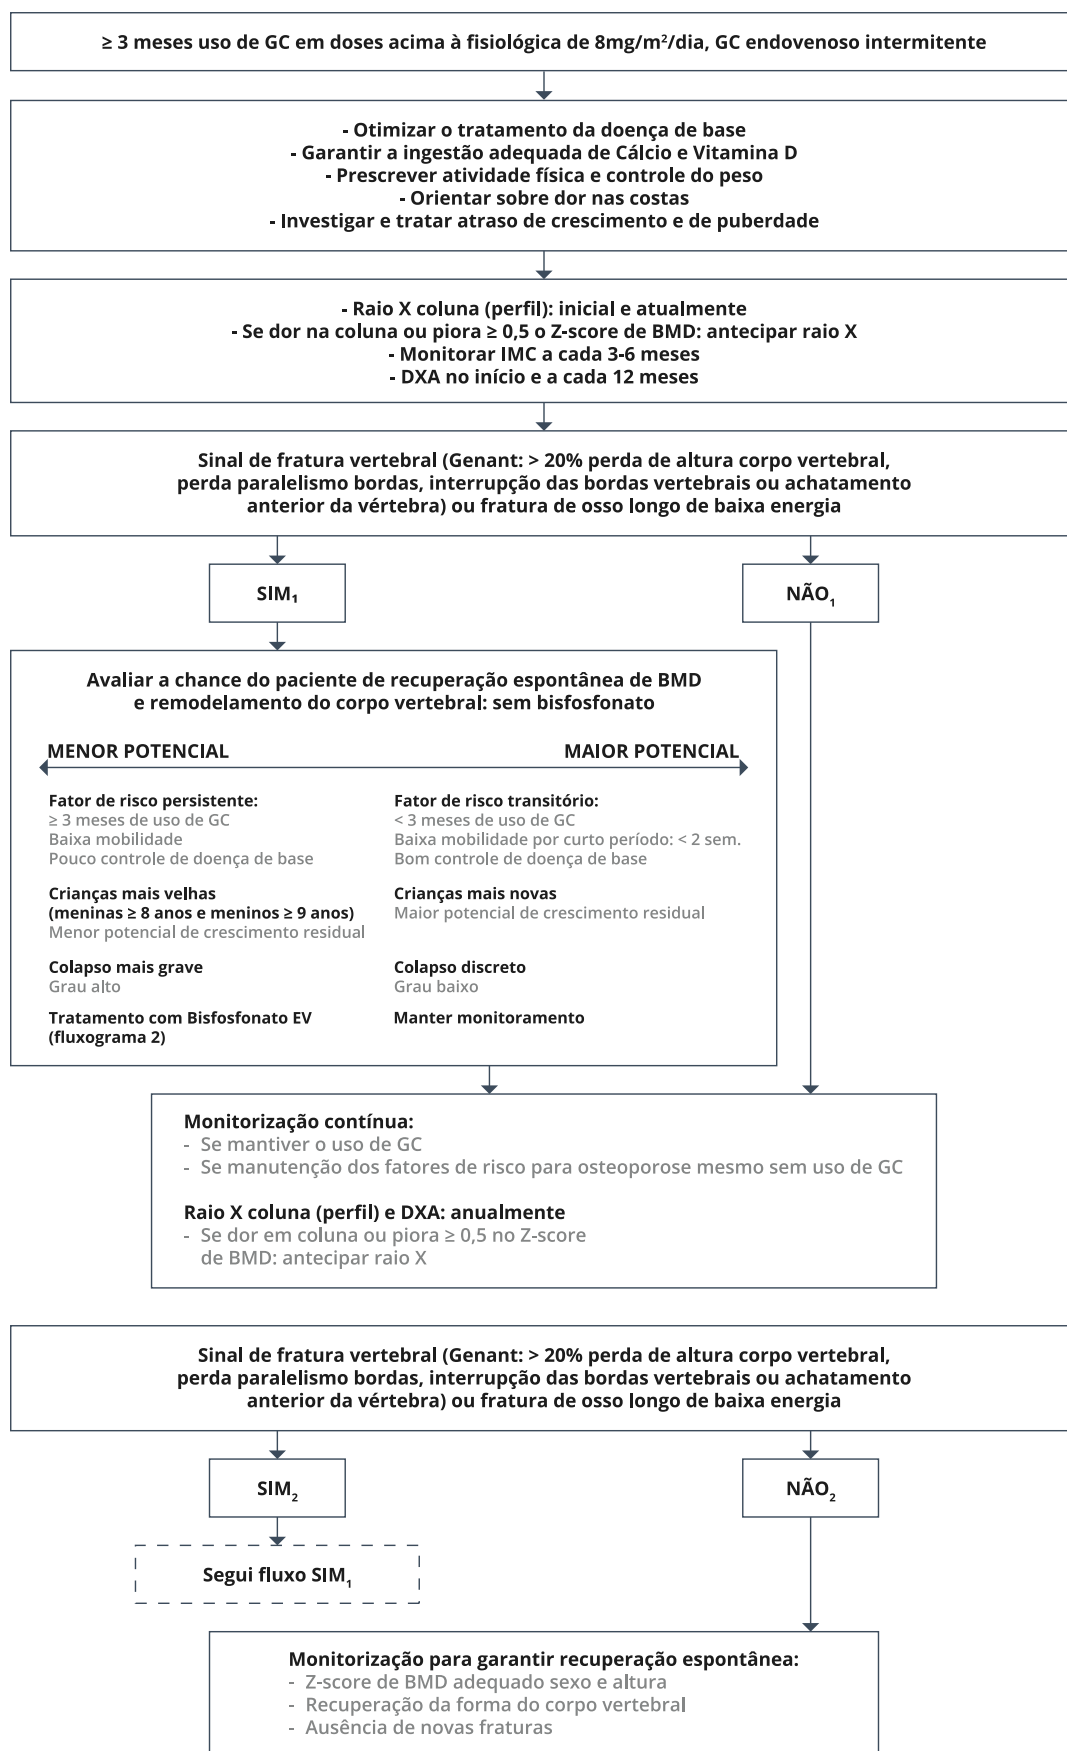 ≥ 3 meses uso de GC em doses acima à fisiológica de 8mg/m²/dia, GC endovenoso intermitente
- Otimizar o tratamento da doença de base
- Garantir a ingestão adequada de Cálcio e Vitamina D
- Prescrever atividade física e controle do peso
- Orientar sobre dor nas costas
- Investigar e tratar atraso de crescimento e de puberdade
- Raio X coluna (perfil): inicial e atualmente
- Se dor na coluna ou piora ≥ 0,5 o Z-score de BMD: antecipar raio X
- Monitorar IMC a cada 3-6 meses
- DXA no início e a cada 12 meses
Sinal de fratura vertebral (Genant: > 20% perda de altura corpo vertebral,
perda paralelismo bordas, interrupção das bordas vertebrais ou achatamento
anterior da vértebra) ou fratura de osso longo de baixa energia
SIM₁
NÃO₁
Avaliar a chance do paciente de recuperação espontânea de BMD
e remodelamento do corpo vertebral: sem bisfosfonato
MENOR POTENCIAL
MAIOR POTENCIAL
Fator de risco persistente:
≥ 3 meses de uso de GC
Baixa mobilidade
Pouco controle de doença de base
Fator de risco transitório:
< 3 meses de uso de GC
Baixa mobilidade por curto período: < 2 sem.
Bom controle de doença de base
Crianças mais velhas
(meninas ≥ 8 anos e meninos ≥ 9 anos)
Menor potencial de crescimento residual
Crianças mais novas
Maior potencial de crescimento residual
Colapso mais grave
Grau alto
Colapso discreto
Grau baixo
Tratamento com Bisfosfonato EV
(fluxograma 2)
Manter monitoramento
Monitorização contínua:
- Se mantiver o uso de GC
- Se manutenção dos fatores de risco para osteoporose mesmo sem uso de GC
Raio X coluna (perfil) e DXA: anualmente
- Se dor em coluna ou piora ≥ 0,5 no Z-score
de BMD: antecipar raio X
Sinal de fratura vertebral (Genant: > 20% perda de altura corpo vertebral,
perda paralelismo bordas, interrupção das bordas vertebrais ou achatamento
anterior da vértebra) ou fratura de osso longo de baixa energia
SIM₂
NÃO₂
Segui fluxo SIM₁
Monitorização para garantir recuperação espontânea:
- Z-score de BMD adequado sexo e altura
- Recuperação da forma do corpo vertebral
- Ausência de novas fraturas